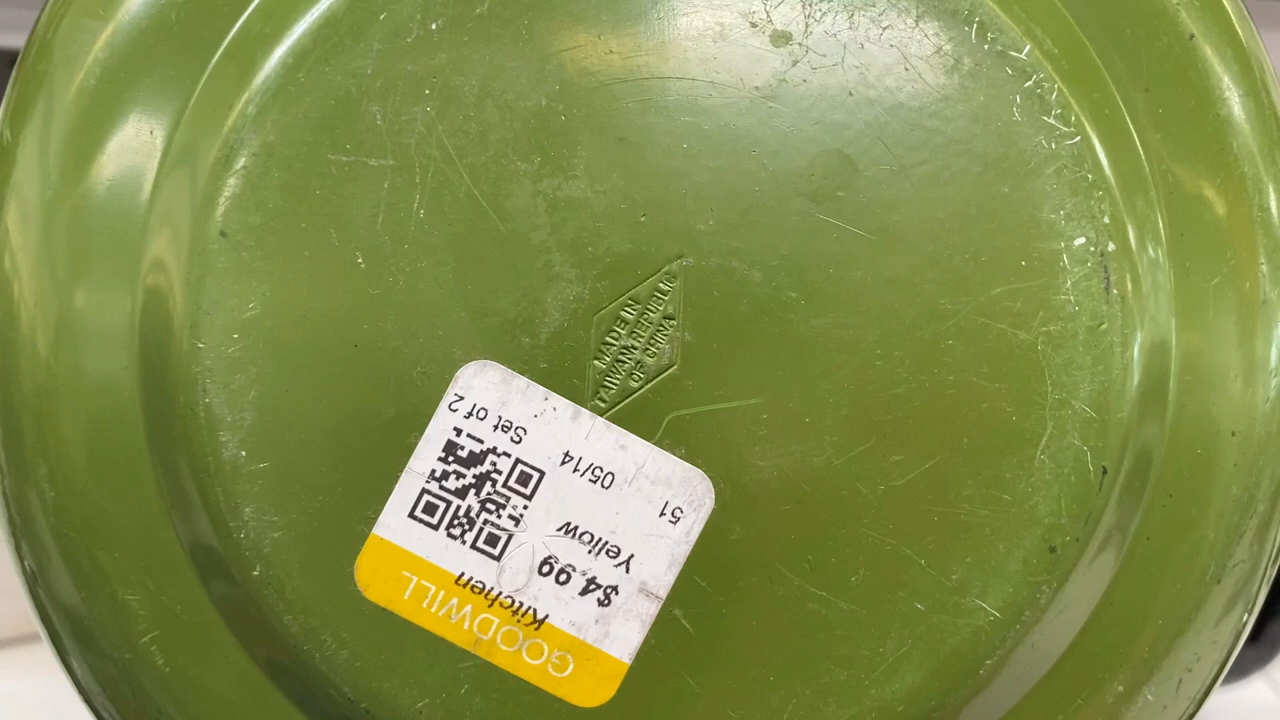 MADE IN
TAIWAN REPUBLIC
OF CHINA
GOODWILL
Kitchen
$4.99
Yellow
Set of 2
05/14
51